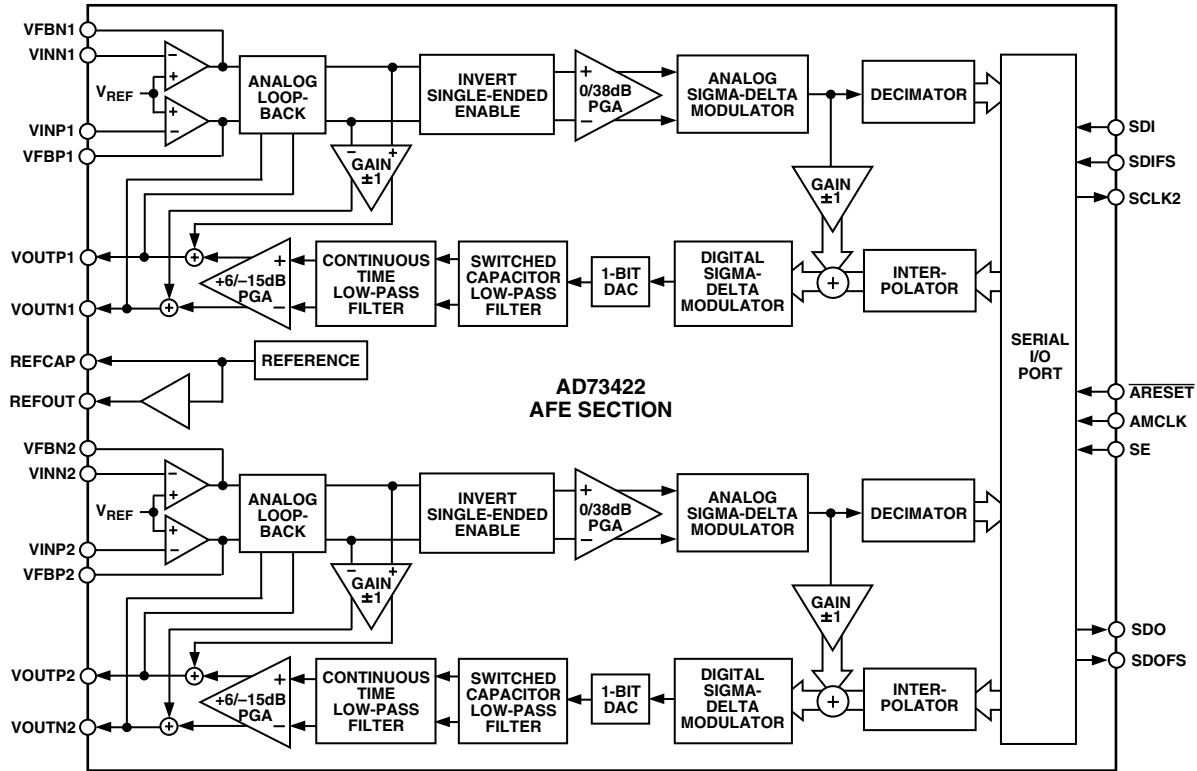 VFBN1
VINN1
VREF
VINP1
VFBP1
ANALOG
LOOP-
BACK
INVERT
SINGLE-ENDED
ENABLE
0/38dB
PGA
ANALOG
SIGMA-DELTA
MODULATOR
DECIMATOR
GAIN
±1
GAIN
±1
VOUTP1
VOUTN1
+6/–15dB
PGA
CONTINUOUS
TIME
LOW-PASS
FILTER
SWITCHED
CAPACITOR
LOW-PASS
FILTER
1-BIT
DAC
DIGITAL
SIGMA-
DELTA
MODULATOR
INTER-
POLATOR
REFCAP
REFOUT
REFERENCE
AD73422
AFE SECTION
SERIAL
I/O
PORT
SDI
SDIFS
SCLK2
ARESET
AMCLK
SE
SDO
SDOFS
VFBN2
VINN2
VREF
VINP2
VFBP2
ANALOG
LOOP-
BACK
INVERT
SINGLE-ENDED
ENABLE
0/38dB
PGA
ANALOG
SIGMA-DELTA
MODULATOR
DECIMATOR
GAIN
±1
GAIN
±1
VOUTP2
VOUTN2
+6/–15dB
PGA
CONTINUOUS
TIME
LOW-PASS
FILTER
SWITCHED
CAPACITOR
LOW-PASS
FILTER
1-BIT
DAC
DIGITAL
SIGMA-
DELTA
MODULATOR
INTER-
POLATOR